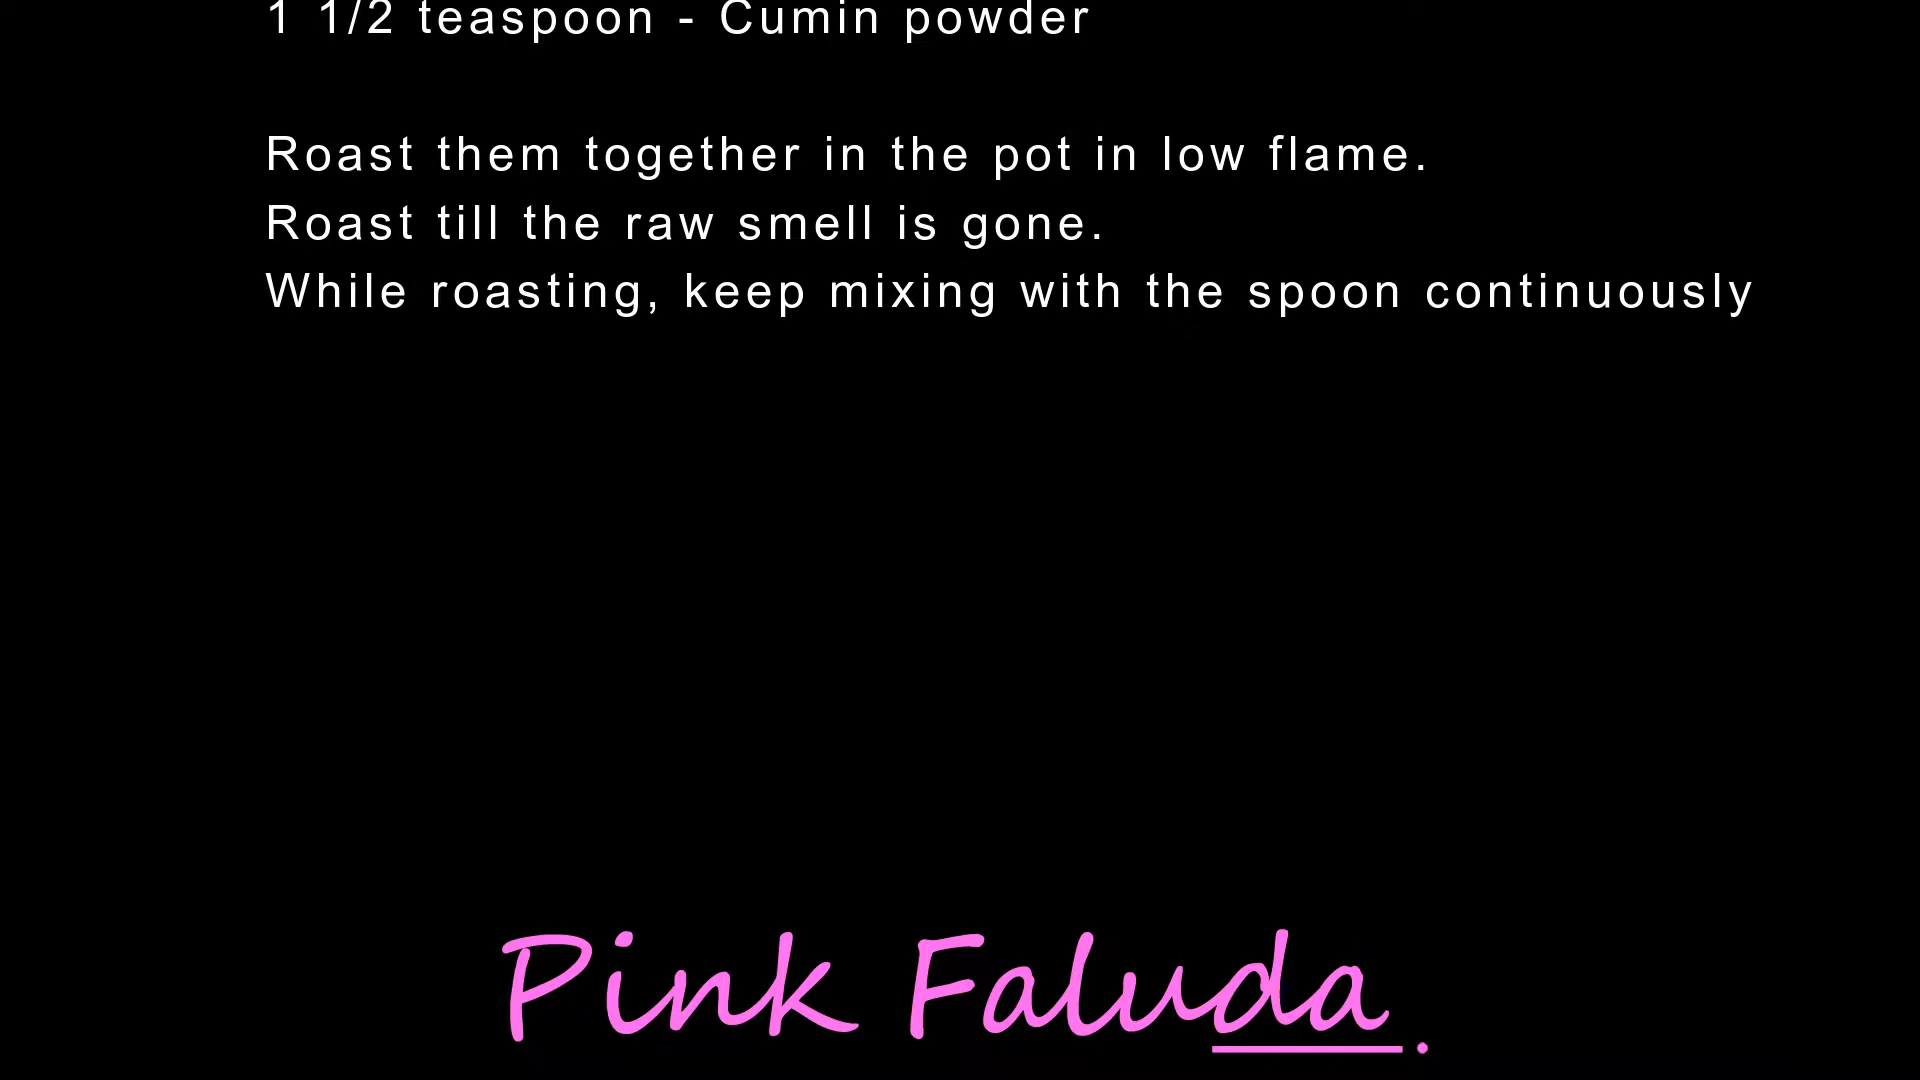 1 1/2 teaspoon - Cumin powder
Roast them together in the pot in low flame.
Roast till the raw smell is gone.
While roasting, keep mixing with the spoon continuously
Pink Faluda.